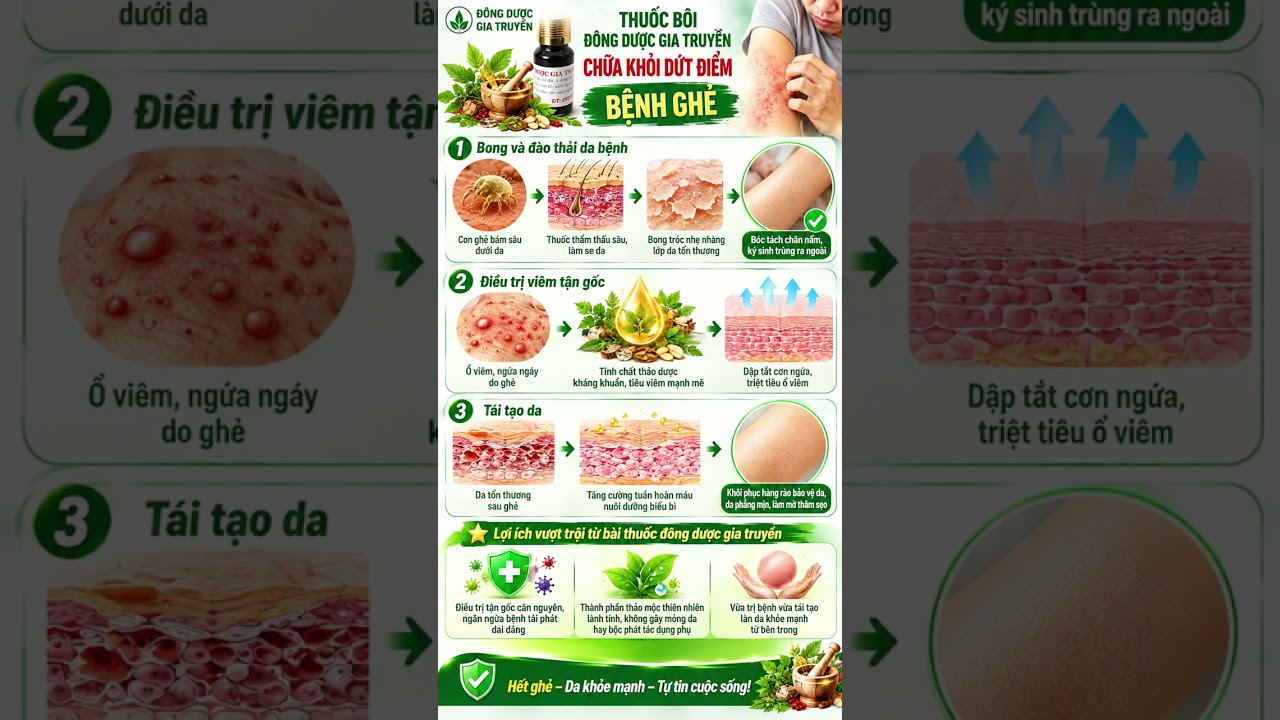 ĐÔNG DƯỢC
GIA TRUYỀN
THUỐC BÔI
ĐÔNG DƯỢC GIA TRUYỀN
CHỮA KHỎI DỨT ĐIỂM
BỆNH GHẺ
1 Bong và đào thải da bệnh
Con ghẻ bám sâu
dưới da
Thuốc thẩm thấu sâu,
làm se da
Bong tróc nhẹ nhàng
lớp da tổn thương
Bóc tách chân nấm,
ký sinh trùng ra ngoài
2 Điều trị viêm tận gốc
Ổ viêm, ngứa ngáy
do ghẻ
Tinh chất thảo dược
kháng khuẩn, tiêu viêm mạnh mẽ
Dập tắt cơn ngứa,
triệt tiêu ổ viêm
3 Tái tạo da
Da tổn thương
sau ghẻ
Tăng cường tuần hoàn máu
nuôi dưỡng biểu bì
Khôi phục hàng rào bảo vệ da,
da phẳng mịn, làm mờ thâm sẹo
Lợi ích vượt trội từ bài thuốc đông dược gia truyền
Điều trị tận gốc căn nguyên,
ngăn ngừa bệnh tái phát
dai dẳng
Thành phần thảo mộc thiên nhiên
lành tính, không gây mỏng da
hay bộc phát tác dụng phụ
Vừa trị bệnh vừa tái tạo
làn da khỏe mạnh
từ bên trong
Hết ghẻ – Da khỏe mạnh – Tự tin cuộc sống!
dưới da
ký sinh trùng ra ngoài
2 Điều trị viêm tận
Ổ viêm, ngứa ngáy
do ghẻ
Dập tắt cơn ngứa,
triệt tiêu ổ viêm
3 Tái tạo da